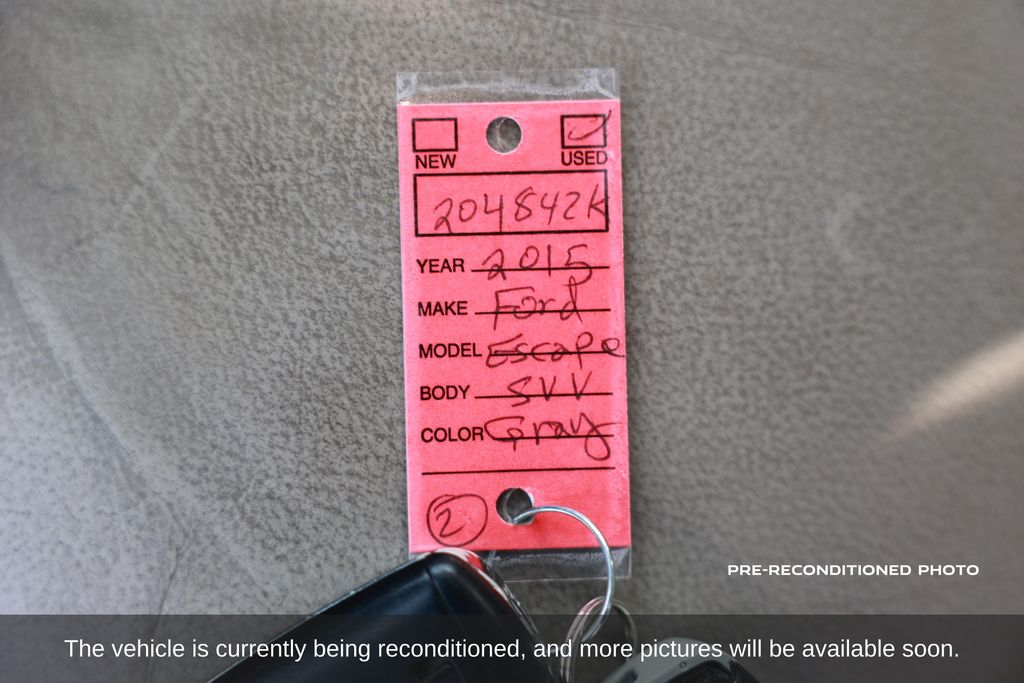 NEW USED
204842K
YEAR 2015
MAKE Ford
MODEL Escape
BODY SUV
COLOR Gray
2
PRE-RECONDITIONED PHOTO
The vehicle is currently being reconditioned, and more pictures will be available soon.